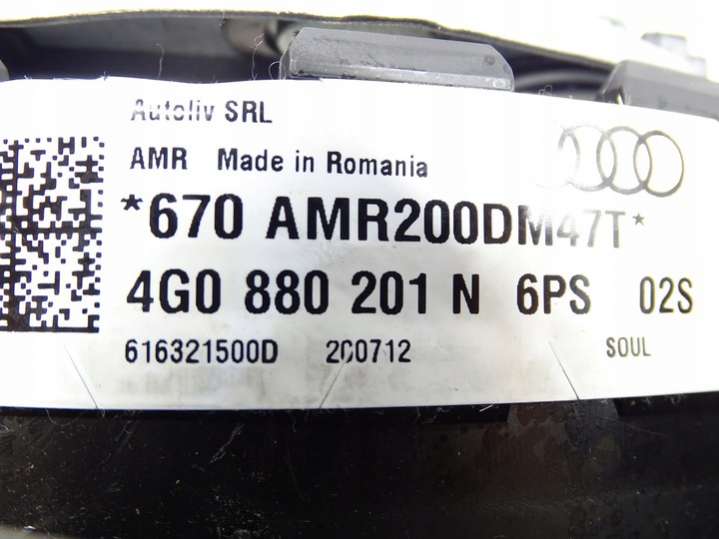 Autoliv SRL
AMR Made in Romania
*670 AMR200DM47T*
4G0 880 201 N 6PS 02S
616321500D 200712 SOUL